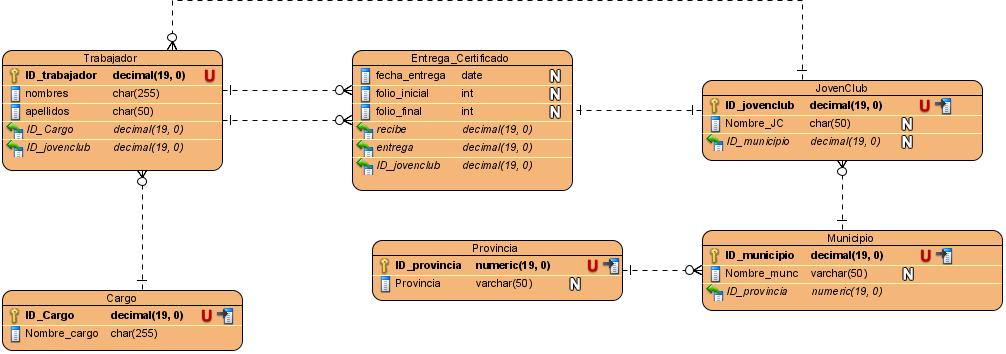 Trabajador
ID_trabajador decimal(19, 0) U
nombres char(255)
apellidos char(50)
ID_Cargo decimal(19, 0)
ID_jovenclub decimal(19, 0)
Entrega_Certificado
fecha_entrega date N
folio_inicial int N
folio_final int N
recibe decimal(19, 0)
entrega decimal(19, 0)
ID_jovenclub decimal(19, 0)
JovenClub
ID_jovenclub decimal(19, 0) U
Nombre_JC char(50) N
ID_municipio decimal(19, 0) N
Provincia
ID_provincia numeric(19, 0) U
Provincia varchar(50) N
Municipio
ID_municipio decimal(19, 0) U
Nombre_munc varchar(50) N
ID_provincia numeric(19, 0)
Cargo
ID_Cargo decimal(19, 0) U
Nombre_cargo char(255)